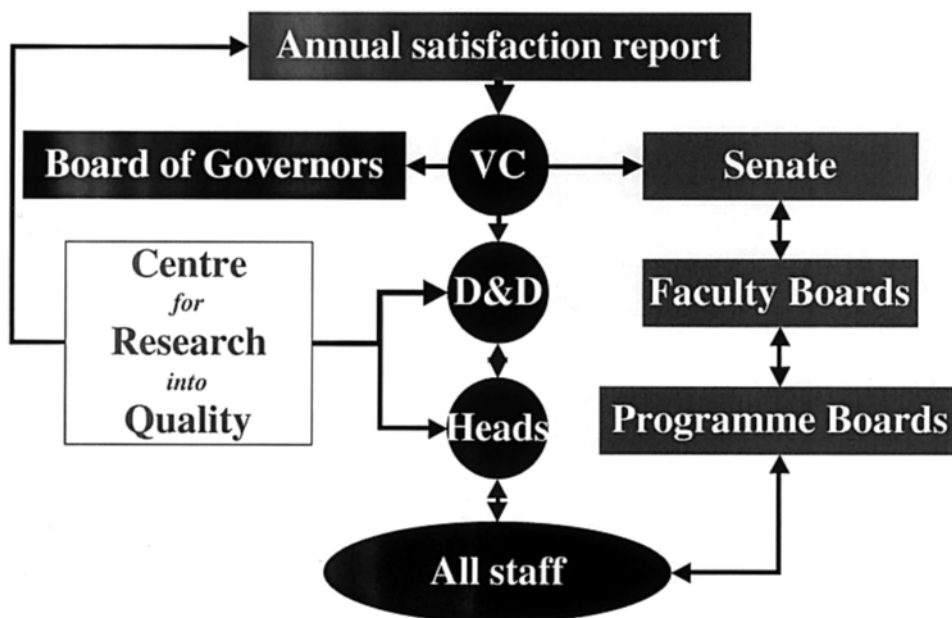 Annual satisfaction report
Board of Governors
VC
Senate
Centre
for
Research
into
Quality
D&D
Faculty Boards
Heads
Programme Boards
All staff